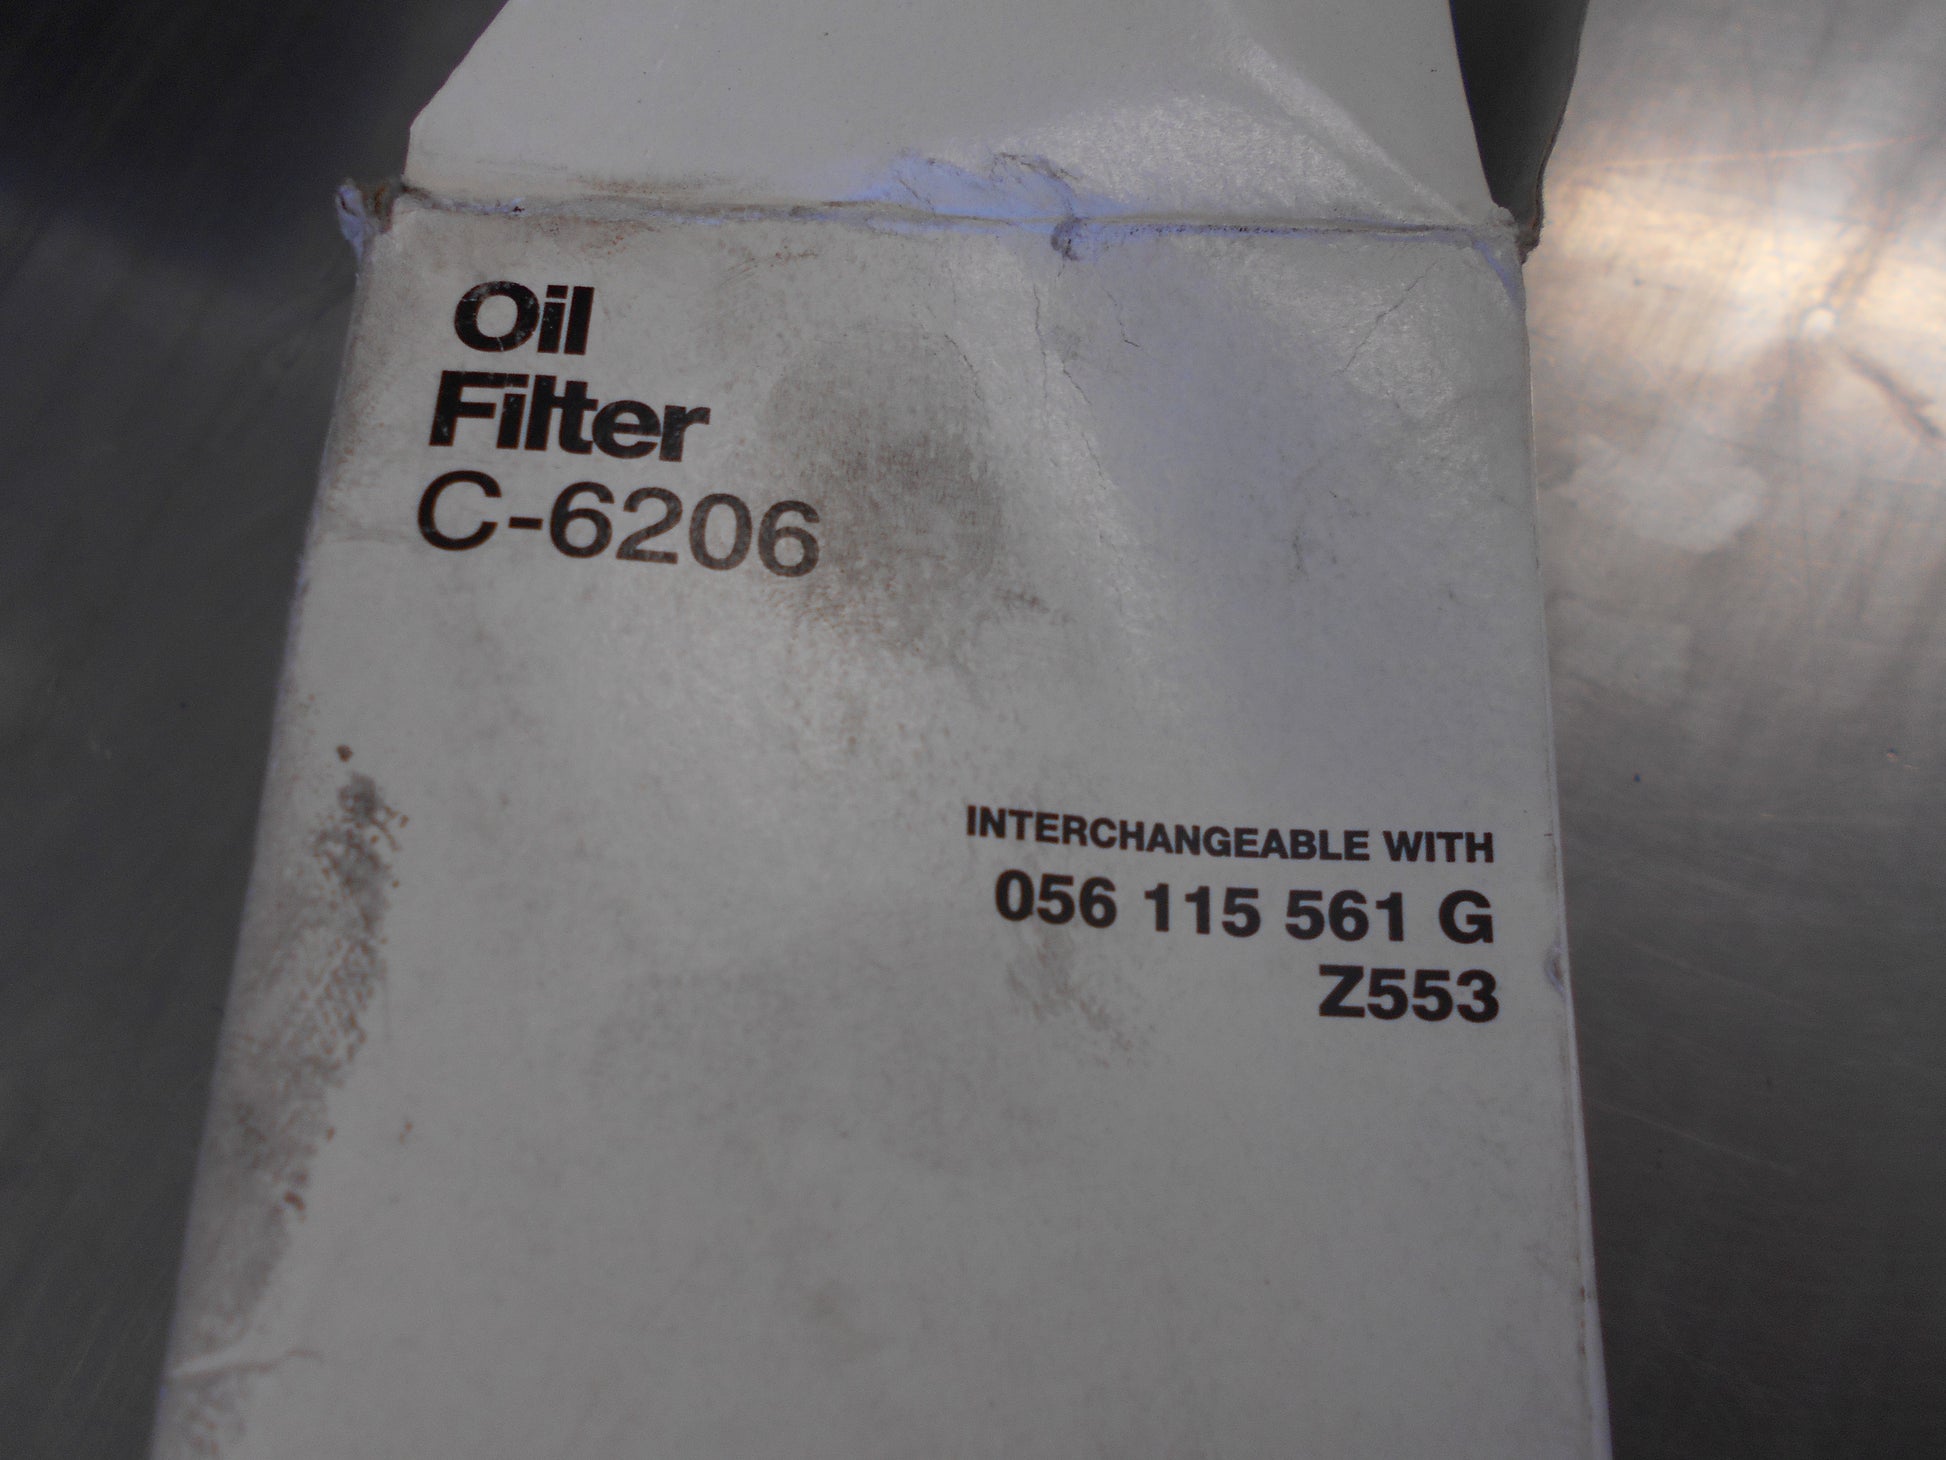 Oil
Filter
C-6206
INTERCHANGEABLE WITH
056 115 561 G
Z553